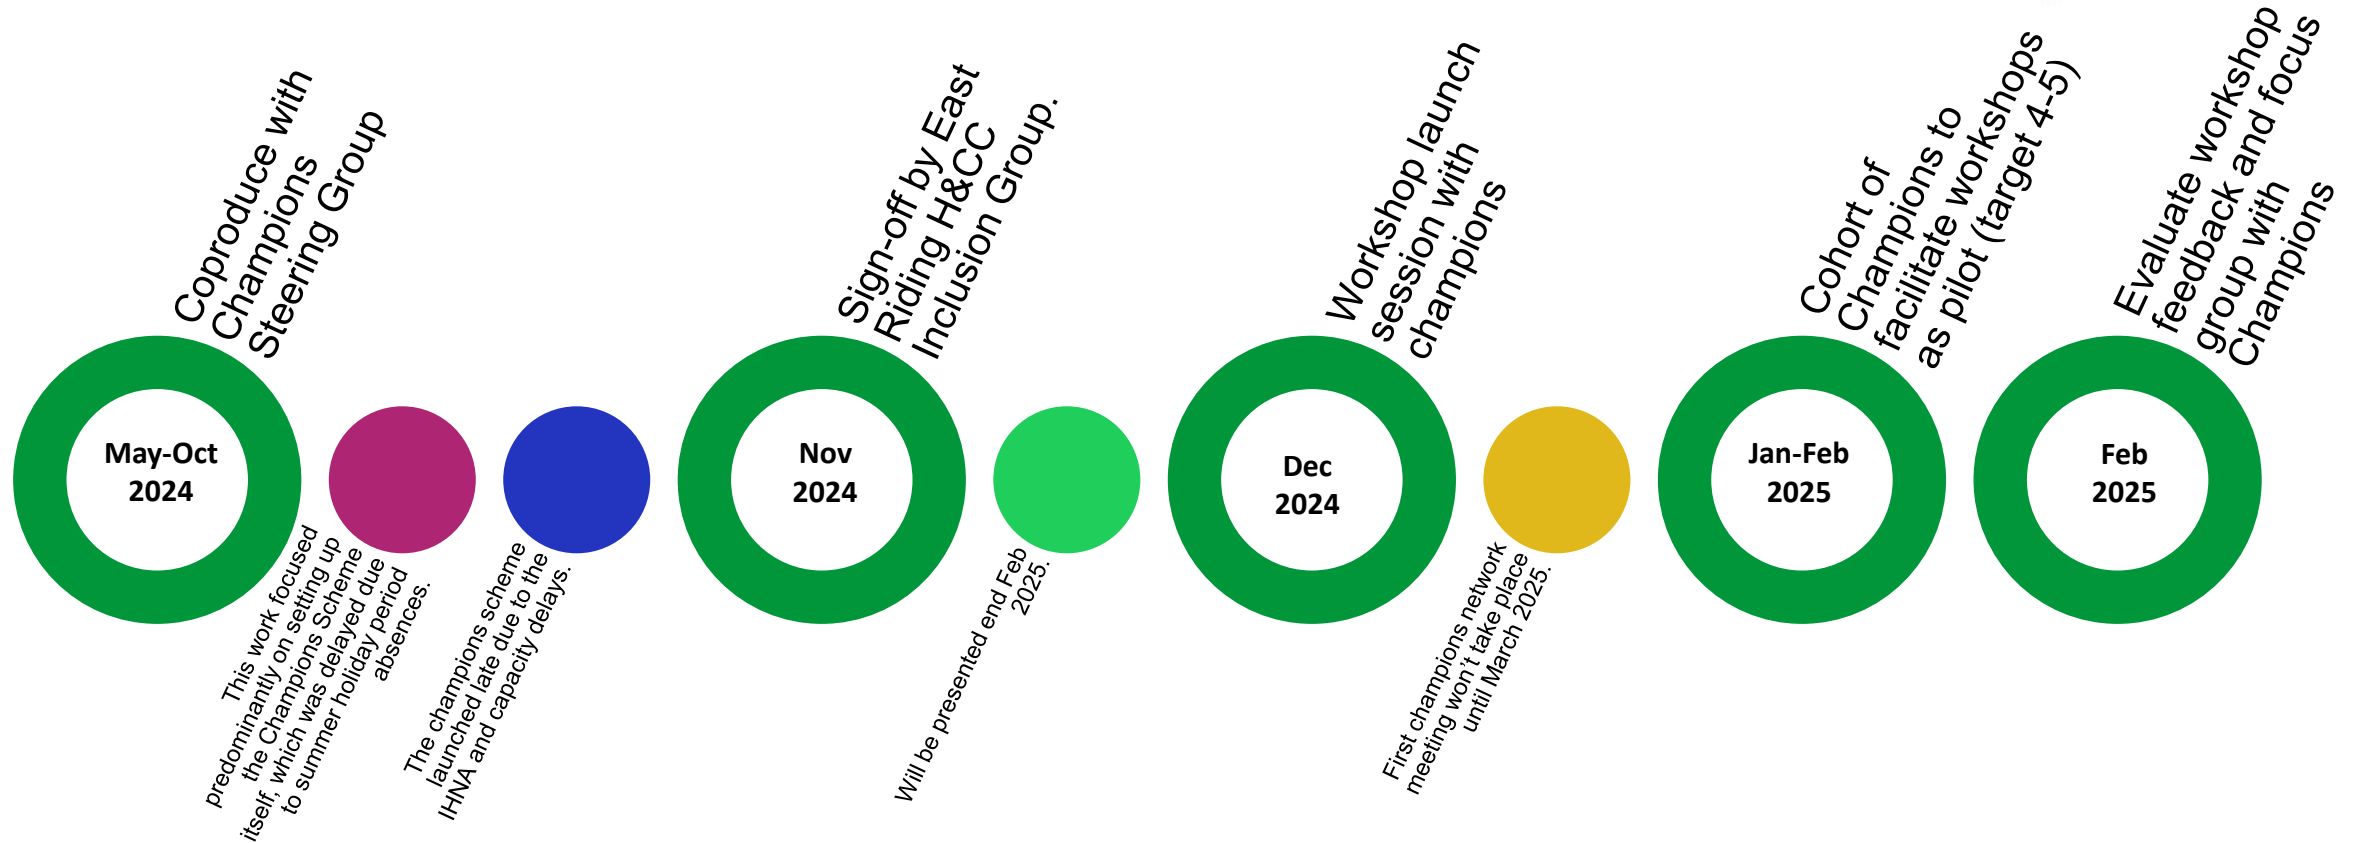 Coproduce with
Champions
Steering Group
May-Oct
2024
This work focused
predominantly on setting up
the Champions Scheme
itself, which was delayed due
to summer holiday period
absences.
The champions scheme
launched late due to the
IHNA and capacity delays.
Sign-off by East
Riding H&CC
Inclusion Group.
Nov
2024
Will be presented end Feb
2025.
Workshop launch
session with
champions
Dec
2024
First champions network
meeting won't take place
until March 2025.
Cohort of
Champions to
facilitate workshops
as pilot (target 4-5)
Jan-Feb
2025
Evaluate workshop
feedback and focus
group with
Champions
Feb
2025